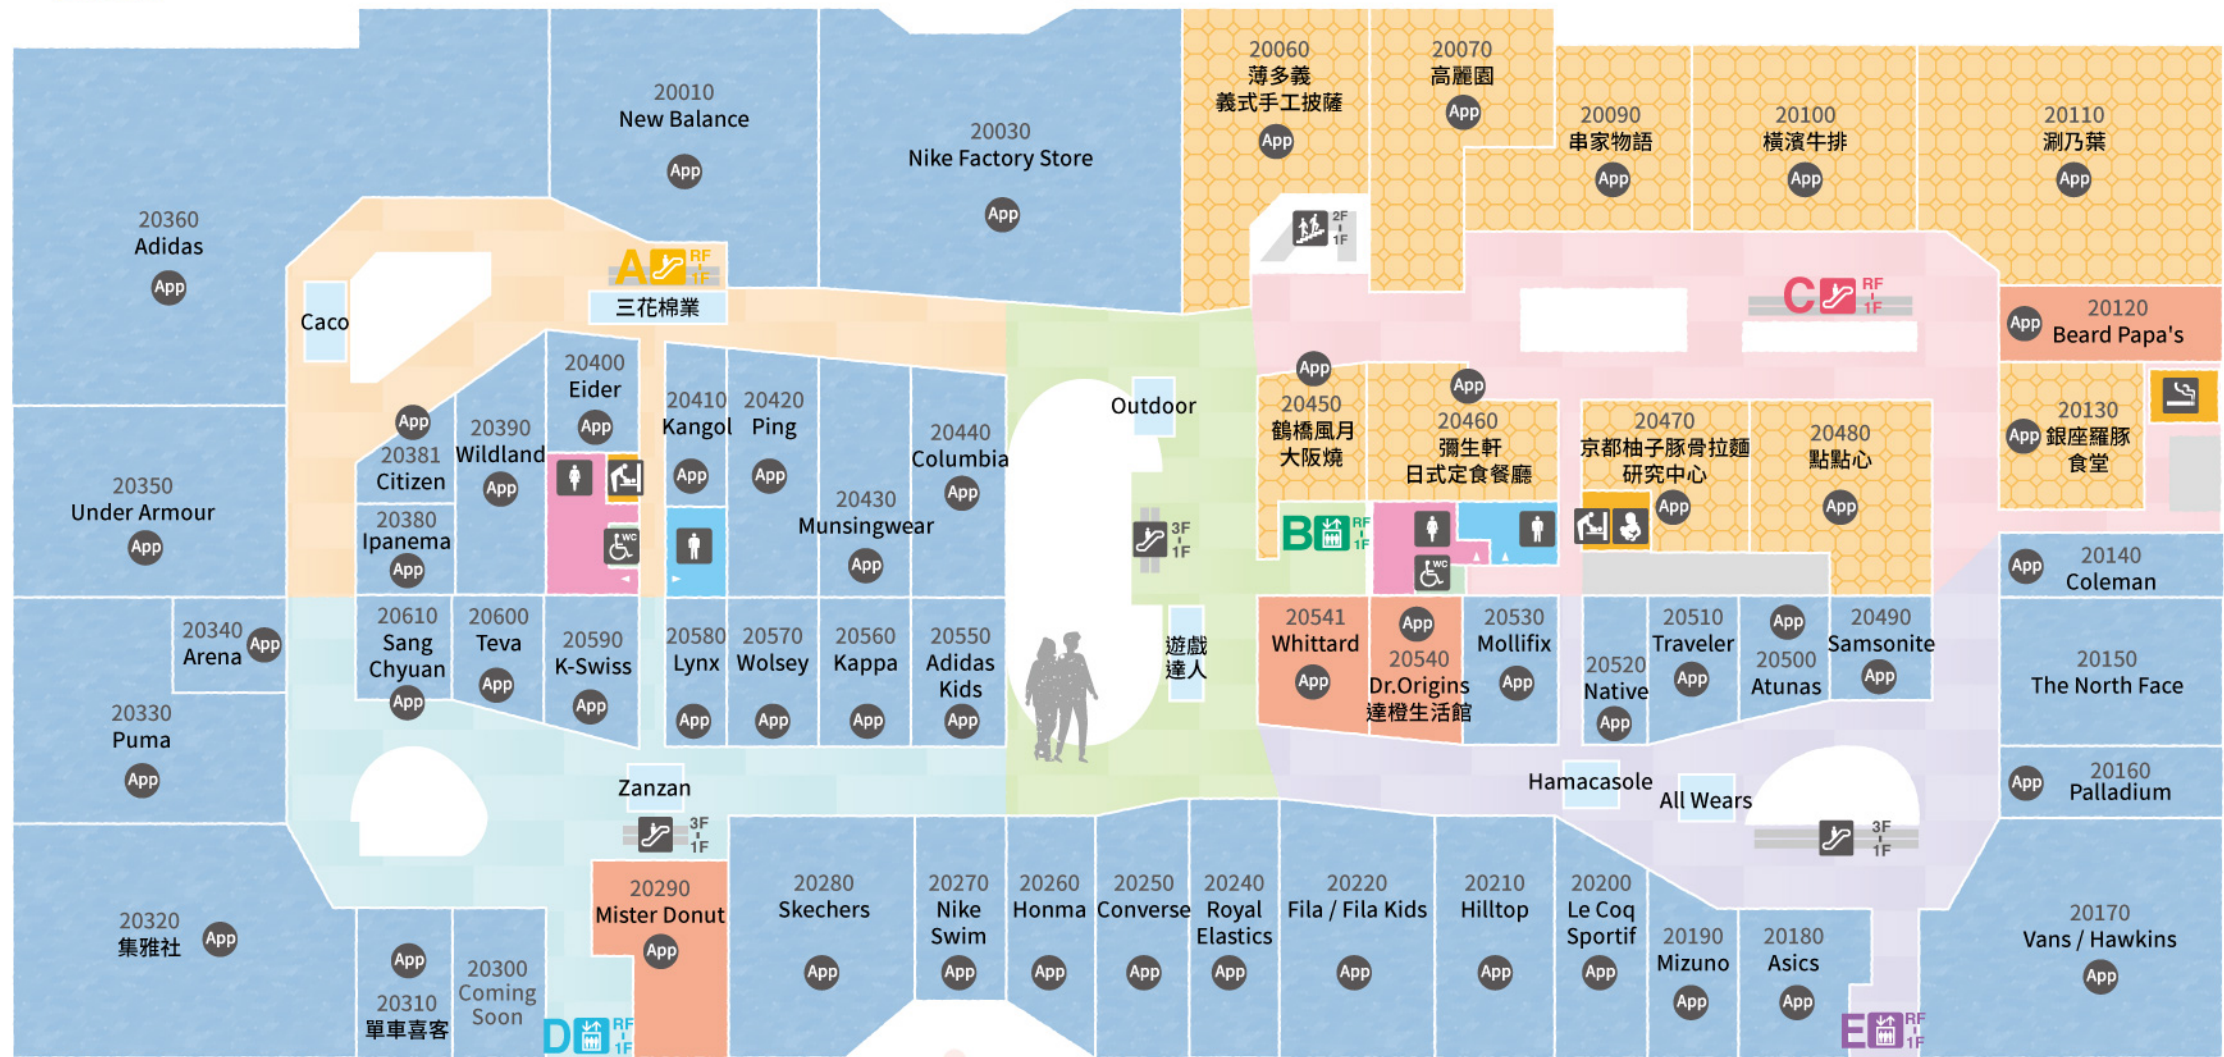 20360
Adidas
App
20010
New Balance
App
20030
Nike Factory Store
App
20060
薄多義
義式手工披薩
App
20070
高麗園
App
20090
串家物語
App
20100
橫濱牛排
App
20110
涮乃葉
App
2F
1F
A
RF
1F
三花棉業
Caco
C
RF
1F
App
20120
Beard Papa's
App
20130
銀座羅豚
食堂
20350
Under Armour
App
App
20381
Citizen
20380
Ipanema
App
20390
Wildland
App
20400
Eider
App
WC
20410
Kangol
App
20420
Ping
App
20430
Munsingwear
App
20440
Columbia
App
Outdoor
3F
1F
App
20450
鶴橋風月
大阪燒
App
20460
彌生軒
日式定食餐廳
B
RF
1F
WC
20470
京都柚子豚骨拉麵
研究中心
App
20480
點點心
App
App
20140
Coleman
20340
Arena
App
20330
Puma
App
20610
Sang
Chyuan
App
20600
Teva
App
20590
K-Swiss
App
20580
Lynx
App
20570
Wolsey
App
20560
Kappa
App
20550
Adidas
Kids
App
遊戲
達人
20541
Whittard
App
App
20540
Dr.Origins
達橙生活館
20530
Mollifix
App
20520
Native
App
20510
Traveler
App
App
20500
Atunas
20490
Samsonite
App
20150
The North Face
App
20160
Palladium
Zanzan
3F
1F
Hamacasole
All Wears
3F
1F
20320
集雅社
App
App
20310
單車喜客
20300
Coming
Soon
D
RF
1F
20290
Mister Donut
App
20280
Skechers
App
20270
Nike
Swim
App
20260
Honma
App
20250
Converse
App
20240
Royal
Elastics
App
20220
Fila / Fila Kids
App
20210
Hilltop
App
20200
Le Coq
Sportif
App
20190
Mizuno
App
20180
Asics
App
E
RF
1F
20170
Vans / Hawkins
App